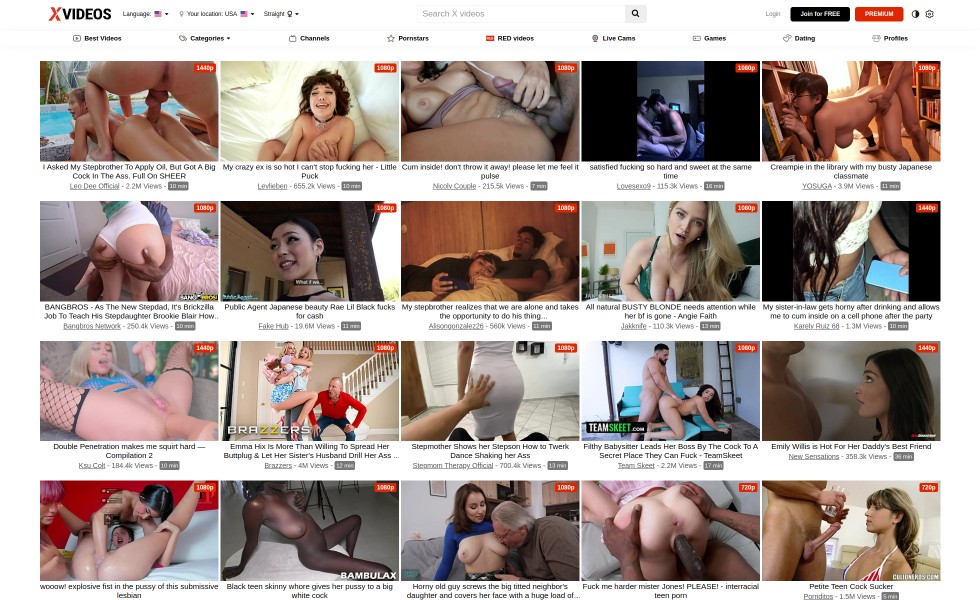 XVIDEOS
Language:
Your location: USA
Straight
Search X videos
Login
Join for FREE
PREMIUM
Best Videos
Categories
Channels
Pornstars
RED videos
Live Cams
Games
Dating
Profiles
1440p
I Asked My Stepbrother To Apply Oil, But Got A Big
Cock In The Ass. Full On SHEER
Leo Dee Official - 2.2M Views - 10 min
1080p
My crazy ex is so hot I can't stop fucking her - Little
Puck
Levlieben - 655.2k Views - 10 min
1080p
Cum inside! don't throw it away! please let me feel it
pulse
Nicolv Couple - 215.5k Views - 7 min
1080p
satisfied fucking so hard and sweet at the same
time
Lovesexo9 - 115.3k Views - 16 min
1080p
Creampie in the library with my busty Japanese
classmate
YOSUGA - 3.9M Views - 11 min
1080p
BANGBROS - As The New Stepdad, It's Brickzilla
Job To Teach His Stepdaughter Brookie Blair How..
Bangbros Network - 250.4k Views - 10 min
1080p
What if we...
Public Agent Japanese beauty Rae Lil Black fucks
for cash
Fake Hub - 19.6M Views - 11 min
1080p
My stepbrother realizes that we are alone and takes
the opportunity to do his thing...
Alisongonzalez26 - 560k Views - 11 min
1080p
All natural BUSTY BLONDE needs attention while
her bf is gone - Angie Faith
Jakknife - 110.3k Views - 13 min
1440p
My sister-in-law gets horny after drinking and allows
me to cum inside on a cell phone after the party
Karely Ruiz 68 - 1.3M Views - 10 min
1440p
Double Penetration makes me squirt hard —
Compilation 2
Ksu Colt - 184.4k Views - 10 min
1080p
BRAZZERS
Emma Hix Is More Than Willing To Spread Her
Buttplug & Let Her Sister's Husband Drill Her Ass ..
Brazzers - 4M Views - 12 min
1080p
Stepmother Shows her Stepson How to Twerk
Dance Shaking her Ass
Stepmom Therapy Official - 700.4k Views - 13 min
1080p
TEAMSKEET.COM
Filthy Babysitter Leads Her Boss By The Cock To A
Secret Place They Can Fuck - TeamSkeet
Team Skeet - 2.2M Views - 17 min
1440p
Emily Willis is Hot For Her Daddy's Best Friend
New Sensations - 358.3k Views - 36 min
1080p
wooow! explosive fist in the pussy of this submissive
lesbian
1080p
BAMBULAX
Black teen skinny whore gives her pussy to a big
white cock
1080p
Horny old guy screws the big titted neighbor's
daughter and covers her face with a huge load of...
720p
Fuck me harder mister Jones! PLEASE! - interracial
teen porn
720p
CULIONEROS.COM
Petite Teen Cock Sucker
Pornditos - 1.5M Views - 5 min